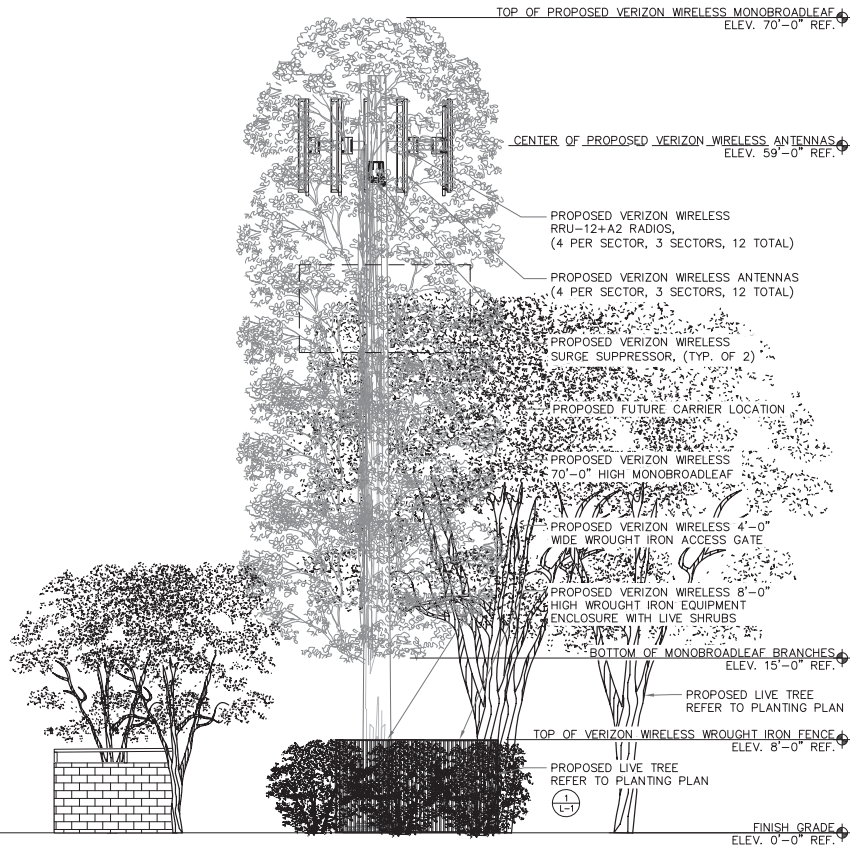 TOP OF PROPOSED VERIZON WIRELESS MONOBROADLEAF
ELEV. 70'-0" REF.
CENTER OF PROPOSED VERIZON WIRELESS ANTENNAS
ELEV. 59'-0" REF.
PROPOSED VERIZON WIRELESS
RRU-12+A2 RADIOS,
(4 PER SECTOR, 3 SECTORS, 12 TOTAL)
PROPOSED VERIZON WIRELESS ANTENNAS
(4 PER SECTOR, 3 SECTORS, 12 TOTAL)
PROPOSED VERIZON WIRELESS
SURGE SUPPRESSOR, (TYP. OF 2)
PROPOSED FUTURE CARRIER LOCATION
PROPOSED VERIZON WIRELESS
70'-0" HIGH MONOBROADLEAF
PROPOSED VERIZON WIRELESS 4'-0"
WIDE WROUGHT IRON ACCESS GATE
PROPOSED VERIZON WIRELESS 8'-0"
HIGH WROUGHT IRON EQUIPMENT
ENCLOSURE WITH LIVE SHRUBS
BOTTOM OF MONOBROADLEAF BRANCHES
ELEV. 15'-0" REF.
PROPOSED LIVE TREE
REFER TO PLANTING PLAN
TOP OF VERIZON WIRELESS WROUGHT IRON FENCE
ELEV. 8'-0" REF.
PROPOSED LIVE TREE
REFER TO PLANTING PLAN
1
L-1
FINISH GRADE
ELEV. 0'-0" REF.